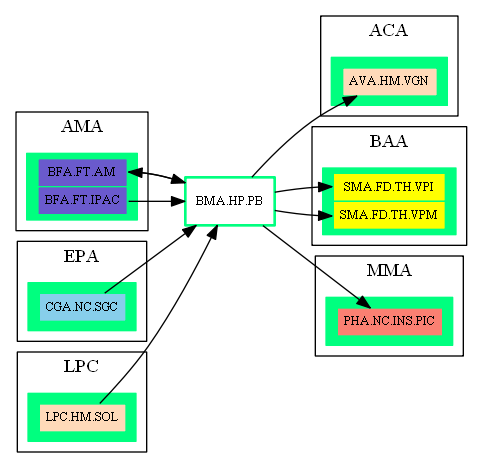 ACA
AVA.HM.VGN
AMA
BFA.FT.AM
BFA.FT.IPAC
BMA.HP.PB
BAA
SMA.FD.TH.VPI
SMA.FD.TH.VPM
EPA
CGA.NC.SGC
MMA
PHA.NC.INS.PIC
LPC
LPC.HM.SOL